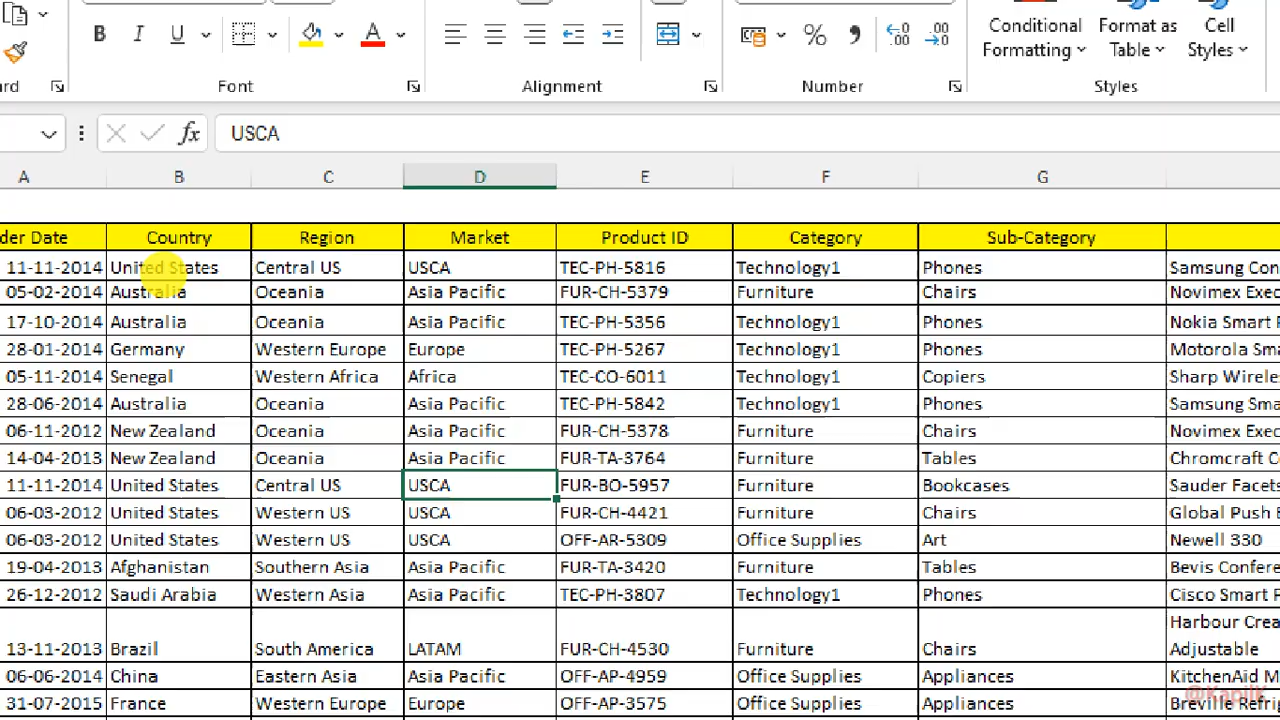 B I U A % 9 .00 .00
Conditional Format as Cell
Formatting Table Styles
rd Font Alignment Number Styles
fx USCA
A B C D E F G
der Date Country Region Market Product ID Category Sub-Category
11-11-2014 United States Central US USCA TEC-PH-5816 Technology1 Phones Samsung Con
05-02-2014 Australia Oceania Asia Pacific FUR-CH-5379 Furniture Chairs Novimex Exec
17-10-2014 Australia Oceania Asia Pacific TEC-PH-5356 Technology1 Phones Nokia Smart P
28-01-2014 Germany Western Europe Europe TEC-PH-5267 Technology1 Phones Motorola Sma
05-11-2014 Senegal Western Africa Africa TEC-CO-6011 Technology1 Copiers Sharp Wireles
28-06-2014 Australia Oceania Asia Pacific TEC-PH-5842 Technology1 Phones Samsung Sma
06-11-2012 New Zealand Oceania Asia Pacific FUR-CH-5378 Furniture Chairs Novimex Exec
14-04-2013 New Zealand Oceania Asia Pacific FUR-TA-3764 Furniture Tables Chromcraft Co
11-11-2014 United States Central US USCA FUR-BO-5957 Furniture Bookcases Sauder Facets
06-03-2012 United States Western US USCA FUR-CH-4421 Furniture Chairs Global Push B
06-03-2012 United States Western US USCA OFF-AR-5309 Office Supplies Art Newell 330
19-04-2013 Afghanistan Southern Asia Asia Pacific FUR-TA-3420 Furniture Tables Bevis Confere
26-12-2012 Saudi Arabia Western Asia Asia Pacific TEC-PH-3807 Technology1 Phones Cisco Smart P
Harbour Crea
13-11-2013 Brazil South America LATAM FUR-CH-4530 Furniture Chairs Adjustable
06-06-2014 China Eastern Asia Asia Pacific OFF-AP-4959 Office Supplies Appliances KitchenAid M
31-07-2015 France Western Europe Europe OFF-AP-3575 Office Supplies Appliances Breville Refrig